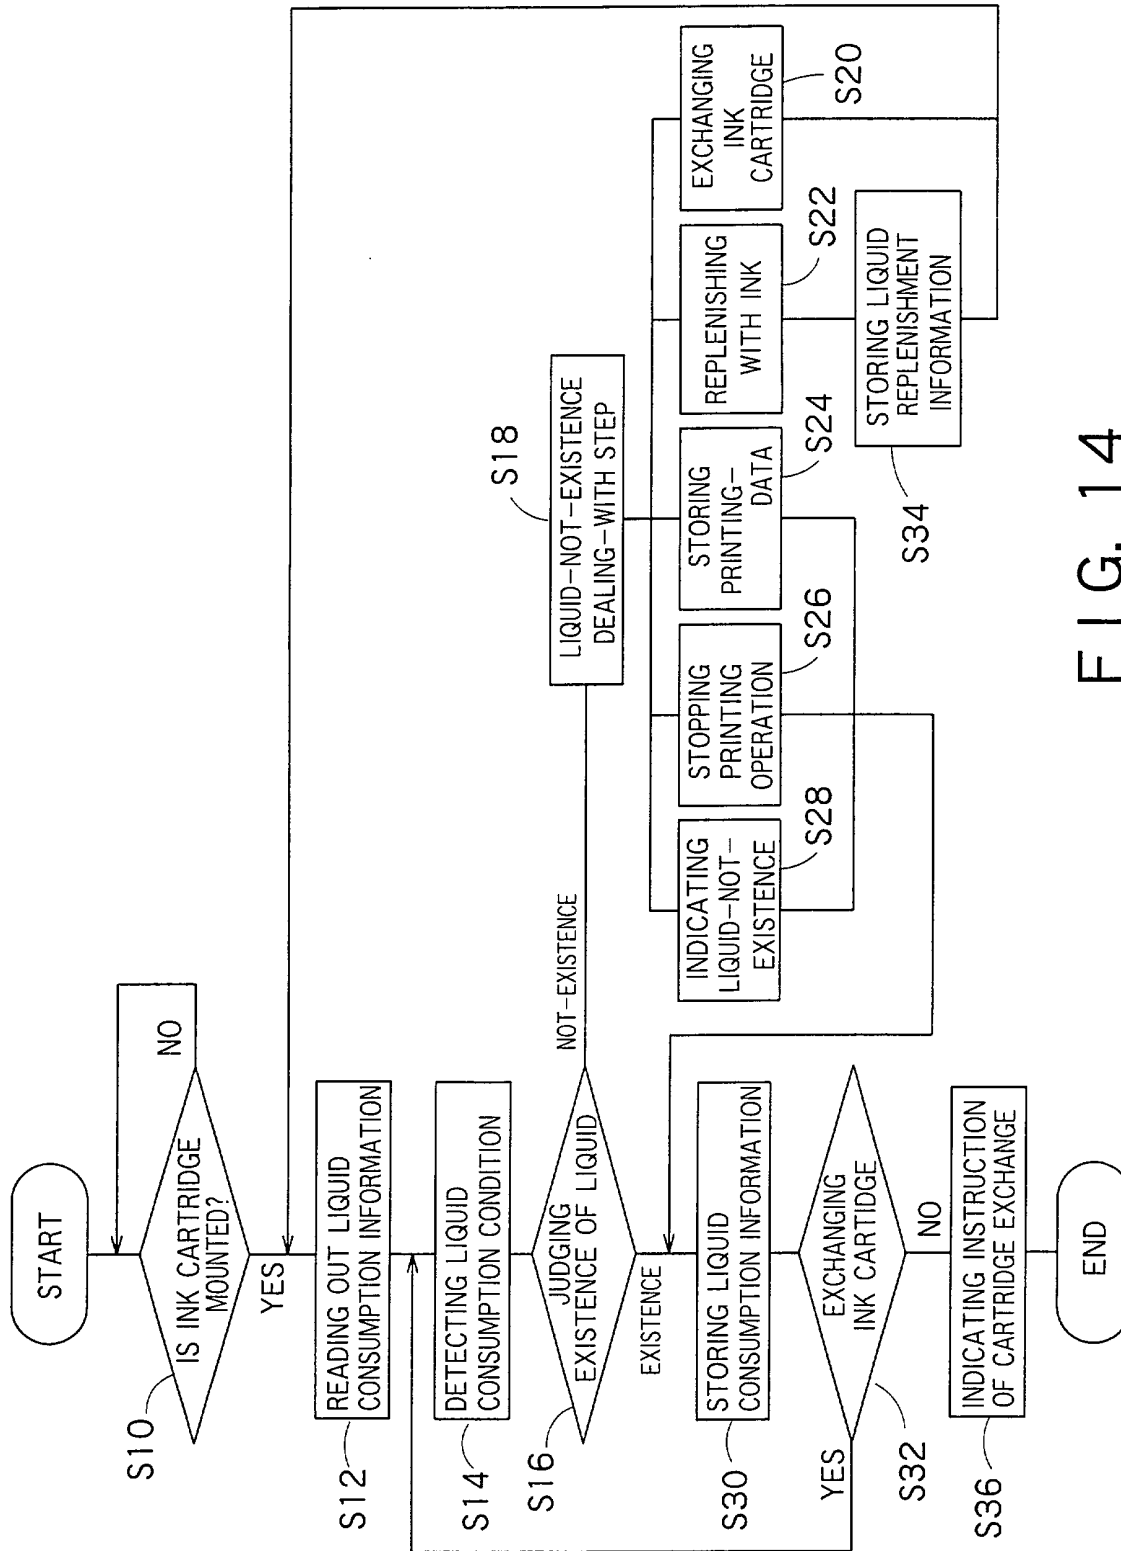 START
IS INK CARTRIDGE
MOUNTED?
NO
S10
YES
READING OUT LIQUID
CONSUMPTION INFORMATION
S12
DETECTING LIQUID
CONSUMPTION CONDITION
S14
JUDGING
EXISTENCE OF LIQUID
S16
NOT-EXISTENCE
EXISTENCE
LIQUID-NOT-EXISTENCE
DEALING-WITH STEP
S18
INDICATING
LIQUID-NOT-
EXISTENCE
S28
STOPPING
PRINTING
OPERATION
S26
STORING
PRINTING-
DATA
S24
REPLENISHING
WITH INK
S22
EXCHANGING
INK
CARTRIDGE
S20
STORING LIQUID
REPLENISHMENT
INFORMATION
S34
STORING LIQUID
CONSUMPTION INFORMATION
S30
EXCHANGING
INK CARTIDGE
S32
YES
NO
INDICATING INSTRUCTION
OF CARTRIDGE EXCHANGE
S36
END
FIG. 14